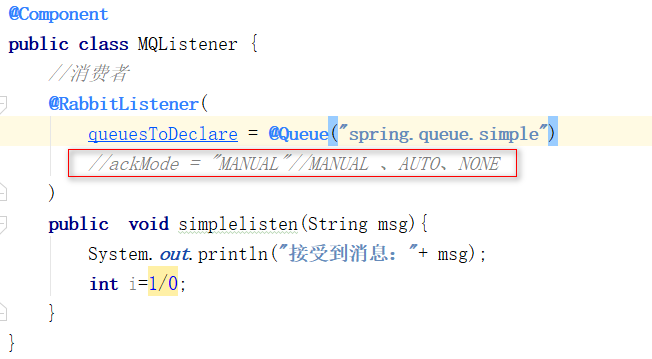 @Component
public class MQListener {
//消费者
@RabbitListener(
queuesToDeclare = @Queue("spring.queue.simple")
//ackMode = "MANUAL"//MANUAL 、AUTO、NONE
)
public  void simplelisten(String msg){
System.out.println("接受到消息："+ msg);
int i=1/0;
}
}